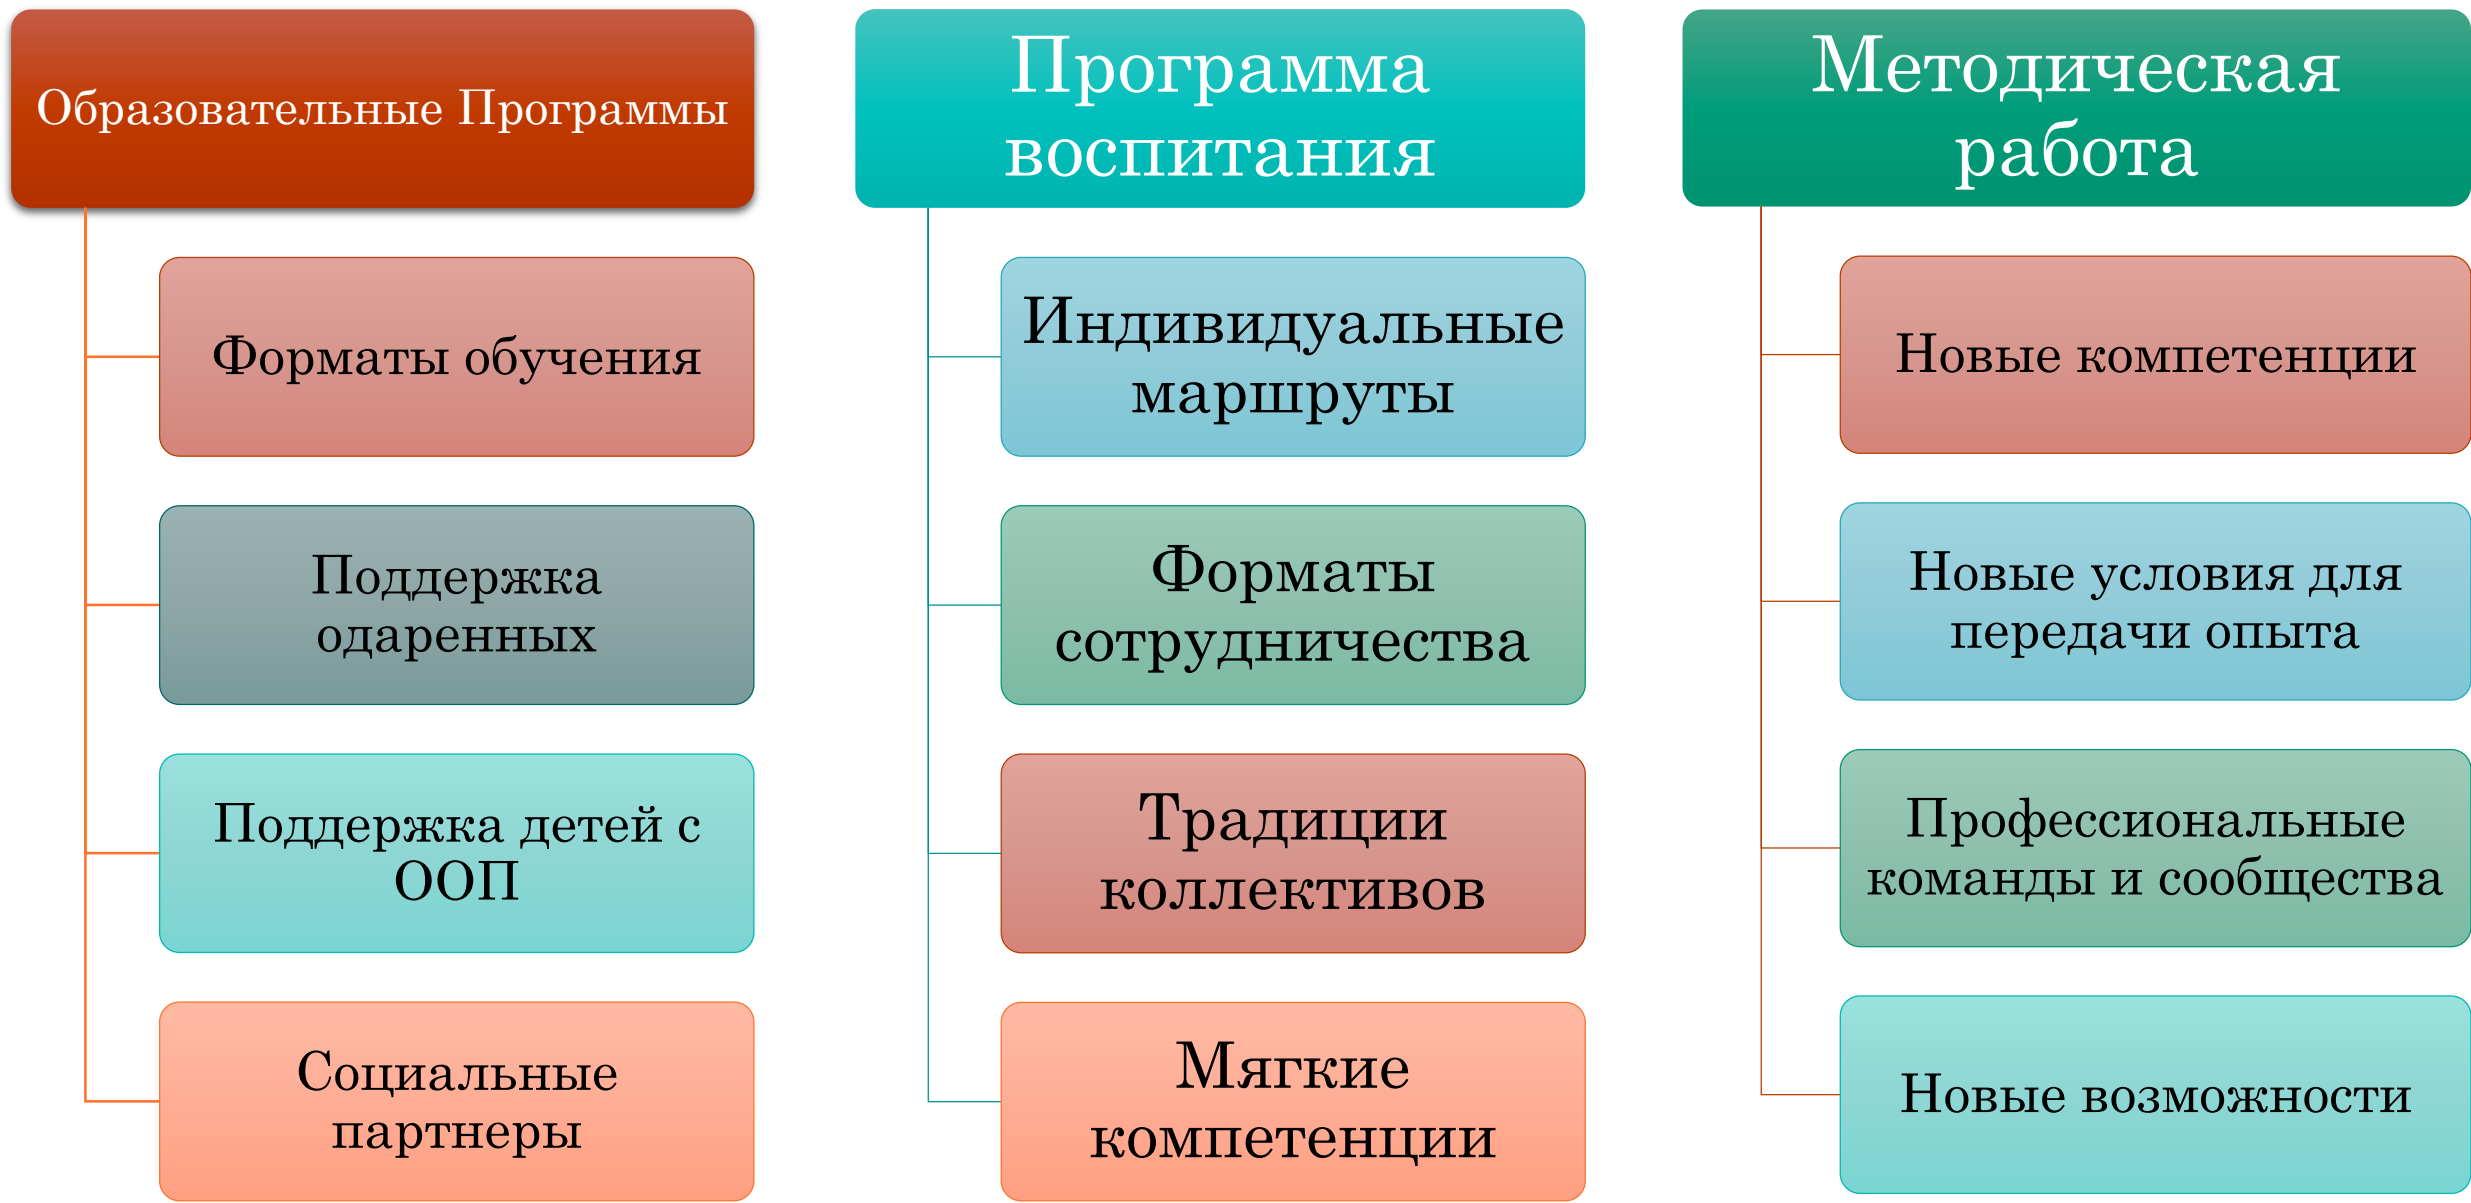 Образовательные Программы
Форматы обучения
Поддержка
одаренных
Поддержка детей с
ООП
Социальные
партнеры
Программа
воспитания
Индивидуальные
маршруты
Форматы
сотрудничества
Традиции
коллективов
Мягкие
компетенции
Методическая
работа
Новые компетенции
Новые условия для
передачи опыта
Профессиональные
команды и сообщества
Новые возможности